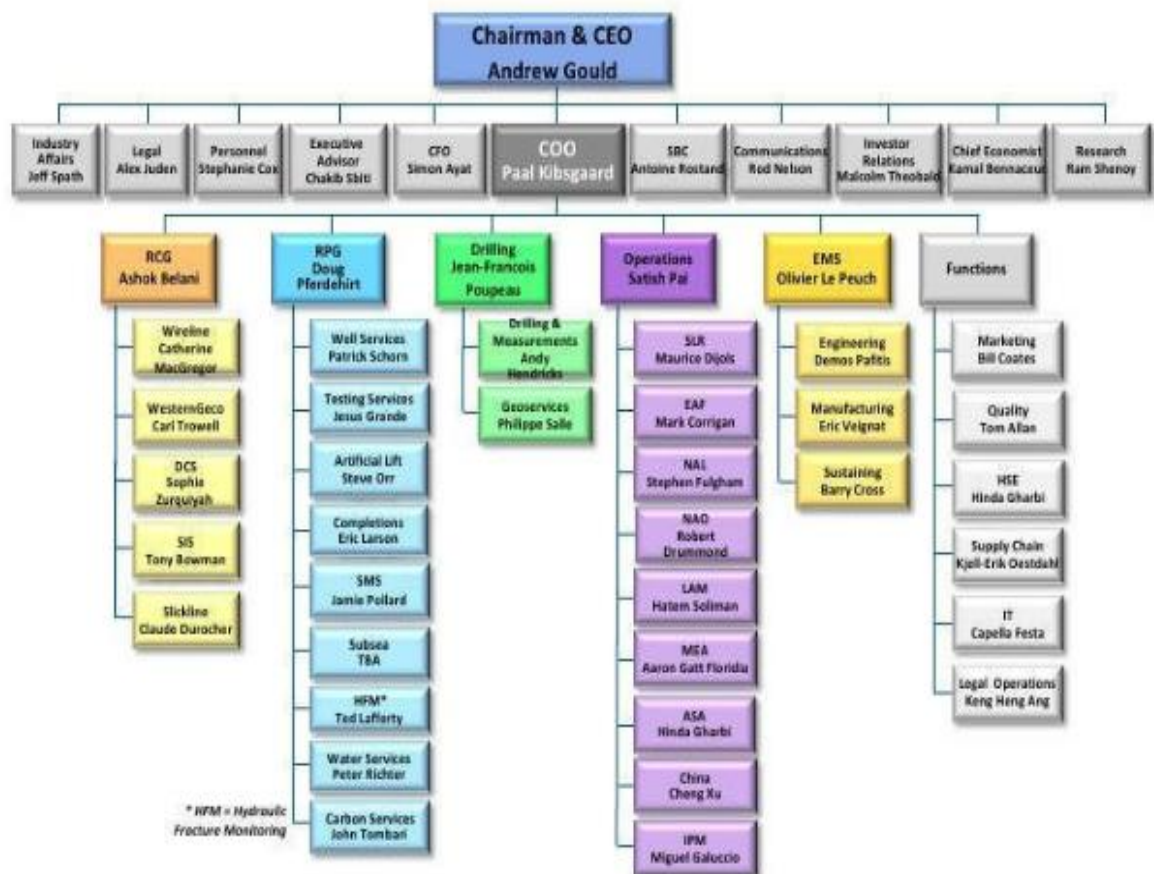 Chairman & CEO
Andrew Gould
Industry
Affairs
Jeff Spath
Legal
Alex Juden
Personnel
Stephanie Cox
Executive
Advisor
Chakib Sbiti
CFO
Simon Ayat
COO
Paal Kibsgaard
SBC
Antoine Rostand
Communications
Rod Nelson
Investor
Relations
Malcolm Theobald
Chief Economist
Kamal Bennaceur
Research
Ram Shenoy
RCG
Ashok Belani
Wireline
Catherine
MacGregor
WesternGeco
Carl Trowell
DCS
Sophie
Zurquiyah
SIS
Tony Bowman
Slickline
Claude Durocher
RPG
Doug
Pferdehirt
Well Services
Patrick Schorn
Testing Services
Jesus Grande
Artificial Lift
Steve Orr
Completions
Eric Larson
SMS
Jamie Pollard
Subsea
TBA
HFM*
Ted Lafferty
Water Services
Peter Richter
Carbon Services
John Tombari
* HFM = Hydraulic
Fracture Monitoring
Drilling
Jean-Francois
Poupeau
Drilling &
Measurements
Andy
Hendricks
Geoservices
Philippe Salle
Operations
Satish Pai
SLR
Maurice Dijols
EAF
Mark Corrigan
NAL
Stephen Fulgham
NAO
Robert
Drummond
LAM
Hatem Soliman
MEA
Aaron Gatt Floridia
ASA
Hinda Gharbi
China
Cheng Xu
IPM
Miguel Galuccio
EMS
Olivier Le Peuch
Engineering
Demos Pafitis
Manufacturing
Eric Veignat
Sustaining
Barry Cross
Functions
Marketing
Bill Coates
Quality
Tom Allan
HSE
Hinda Gharbi
Supply Chain
Kjell-Erik Oestdahl
IT
Capella Festa
Legal Operations
Keng Heng Ang